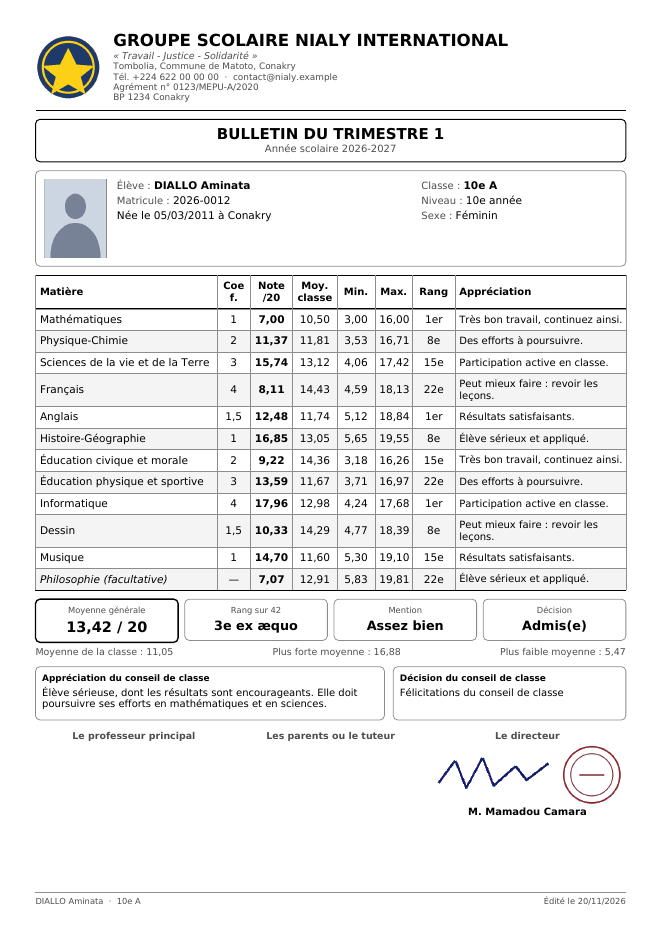 GROUPE SCOLAIRE NIALY INTERNATIONAL
« Travail - Justice - Solidarité »
Tombolia, Commune de Matoto, Conakry
Tél. +224 622 00 00 00 · contact@nialy.example
Agrément n° 0123/MEPU-A/2020
BP 1234 Conakry
BULLETIN DU TRIMESTRE 1
Année scolaire 2026-2027
Élève : DIALLO Aminata
Matricule : 2026-0012
Née le 05/03/2011 à Conakry
Classe : 10e A
Niveau : 10e année
Sexe : Féminin
Matière Coe f. Note /20 Moy. classe Min. Max. Rang Appréciation
Mathématiques 1 7,00 10,50 3,00 16,00 1er Très bon travail, continuez ainsi.
Physique-Chimie 2 11,37 11,81 3,53 16,71 8e Des efforts à poursuivre.
Sciences de la vie et de la Terre 3 15,74 13,12 4,06 17,42 15e Participation active en classe.
Français 4 8,11 14,43 4,59 18,13 22e Peut mieux faire : revoir les leçons.
Anglais 1,5 12,48 11,74 5,12 18,84 1er Résultats satisfaisants.
Histoire-Géographie 1 16,85 13,05 5,65 19,55 8e Élève sérieux et appliqué.
Éducation civique et morale 2 9,22 14,36 3,18 16,26 15e Très bon travail, continuez ainsi.
Éducation physique et sportive 3 13,59 11,67 3,71 16,97 22e Des efforts à poursuivre.
Informatique 4 17,96 12,98 4,24 17,68 1er Participation active en classe.
Dessin 1,5 10,33 14,29 4,77 18,39 8e Peut mieux faire : revoir les leçons.
Musique 1 14,70 11,60 5,30 19,10 15e Résultats satisfaisants.
Philosophie (facultative) — 7,07 12,91 5,83 19,81 22e Élève sérieux et appliqué.
Moyenne générale
13,42 / 20
Rang sur 42
3e ex æquo
Mention
Assez bien
Décision
Admis(e)
Moyenne de la classe : 11,05 Plus forte moyenne : 16,88 Plus faible moyenne : 5,47
Appréciation du conseil de classe
Élève sérieuse, dont les résultats sont encourageants. Elle doit
poursuivre ses efforts en mathématiques et en sciences.
Décision du conseil de classe
Félicitations du conseil de classe
Le professeur principal Les parents ou le tuteur Le directeur
M. Mamadou Camara
DIALLO Aminata · 10e A Édité le 20/11/2026